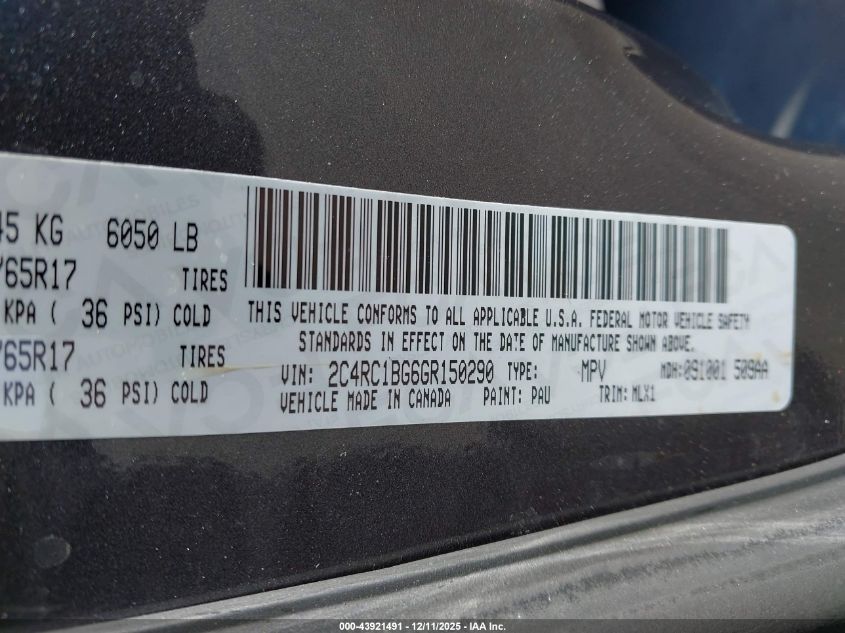 45 KG 6050 LB
/65R17 TIRES
KPA ( 36 PSI) COLD
/65R17 TIRES
KPA ( 36 PSI) COLD
THIS VEHICLE CONFORMS TO ALL APPLICABLE U.S.A. FEDERAL MOTOR VEHICLE SAFETY
STANDARDS IN EFFECT ON THE DATE OF MANUFACTURE SHOWN ABOVE.
VIN: 2C4RC1BG6GR150290 TYPE: MPV MDH: 091001 509AA
VEHICLE MADE IN CANADA PAINT: PAU TRIM: MLX1
000-43921491 - 12/11/2025 - IAA Inc.